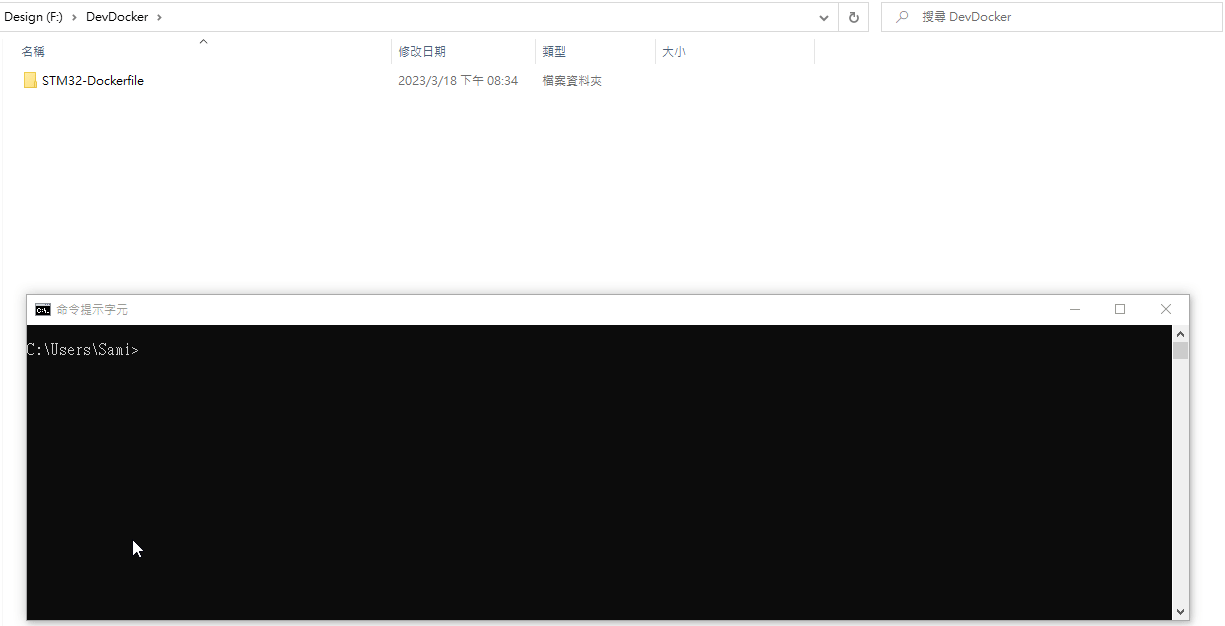 Design (F:) > DevDocker >
搜尋 DevDocker
名稱 修改日期 類型 大小
STM32-Dockerfile 2023/3/18 下午 08:34 檔案資料夾
命令提示字元
C:\Users\Sami>